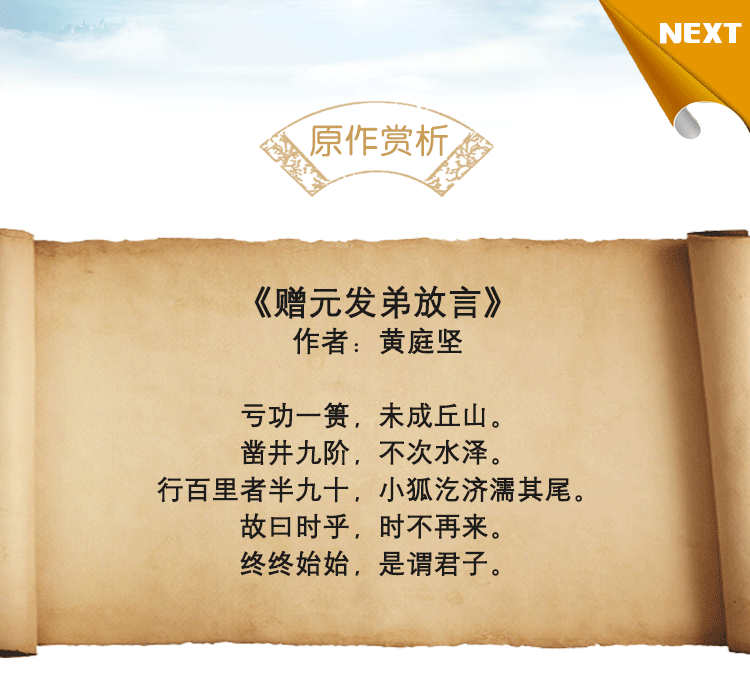 NEXT
原作赏析
《赠元发弟放言》
作者：黄庭坚
亏功一篑，未成丘山。
凿井九阶，不次水泽。
行百里者半九十，小狐汔济濡其尾。
故曰时乎，时不再来。
终终始始，是谓君子。